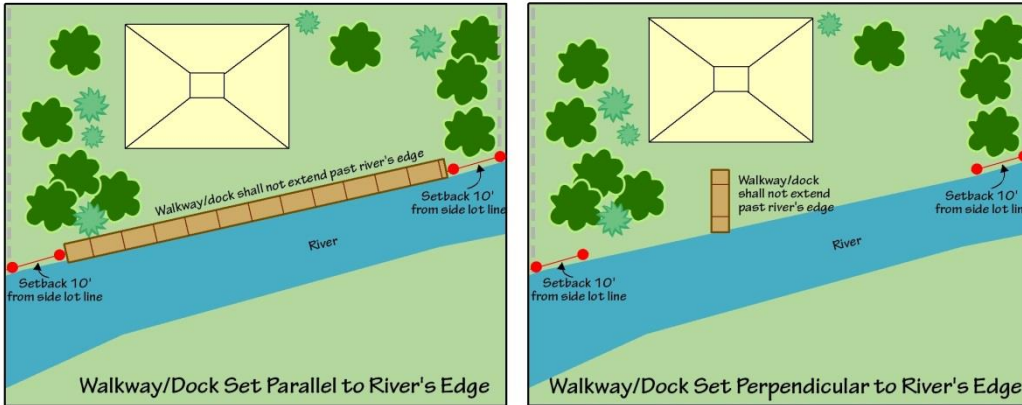 Walkway/dock shall not extend past river's edge
Setback 10'
from side lot line
River
Setback 10'
from side lot line
Walkway/Dock Set Parallel to River's Edge
Walkway/dock
shall not extend
past river's edge
Setback 10'
from side lot line
River
Setback 10'
from side lot line
Walkway/Dock Set Perpendicular to River's Edge